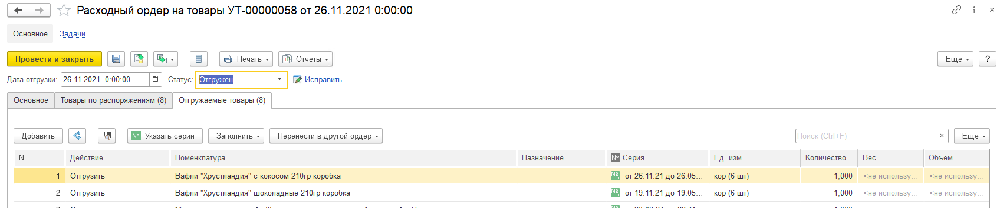 Расходный ордер на товары УТ-00000058 от 26.11.2021 0:00:00
Основное Задачи
Провести и закрыть Печать Отчеты Еще ?
Дата отгрузки: 26.11.2021 0:00:00 Статус: Отгружен Исправить
Основное Товары по распоряжениям (8) Отгружаемые товары (8)
Добавить № Указать серии Заполнить Перенести в другой ордер Поиск (Ctrl+F) × Еще
N Действие Номенклатура Назначение № Серия Ед. изм Количество Вес Объем
1 Отгрузить Вафли "Хрустландия" с кокосом 210гр коробка от 26.11.21 до 26.05... кор (6 шт) 1,000 <не использу... <не использу...
2 Отгрузить Вафли "Хрустландия" шоколадные 210гр коробка от 19.11.21 до 19.05... кор (6 шт) 1,000 <не использу... <не использу...